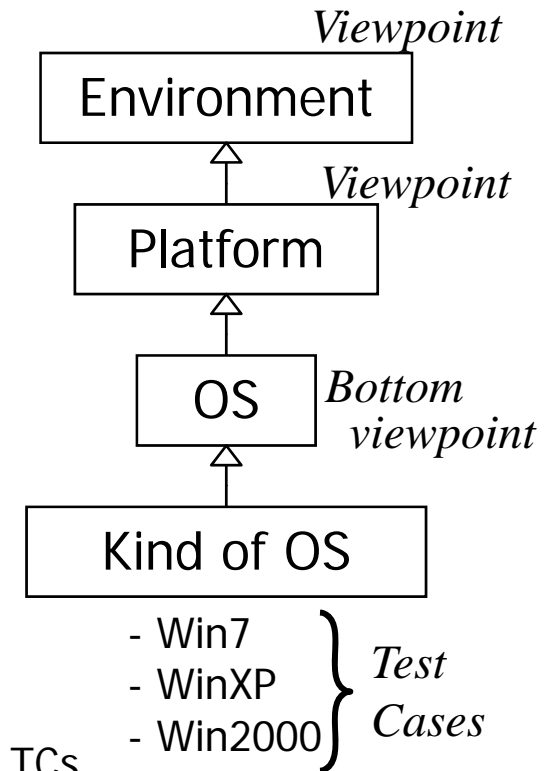 Viewpoint
Environment
Viewpoint
Platform
OS
Bottom
viewpoint
Kind of OS
- Win7
- WinXP
- Win2000
Test
Cases
TCs